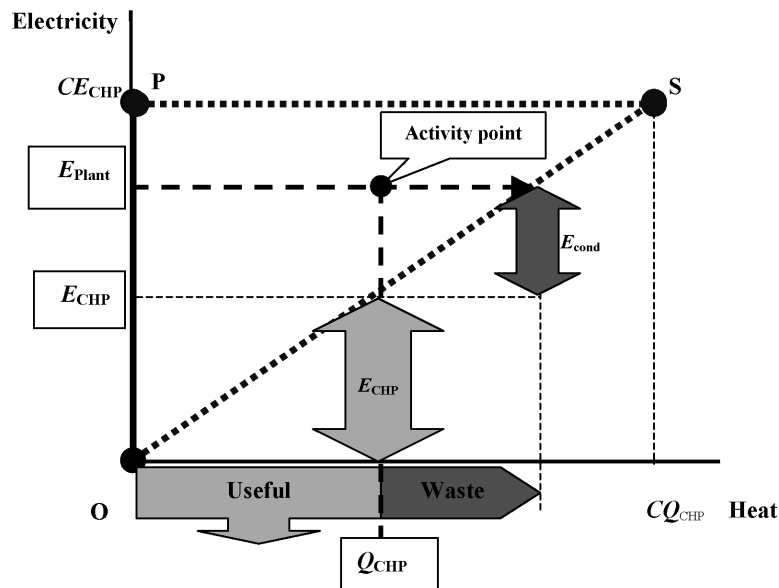 Electricity
P
S
CE_CHP
Activity point
E_Plant
E_cond
E_CHP
E_CHP
Useful
Waste
O
CQ_CHP
Heat
Q_CHP